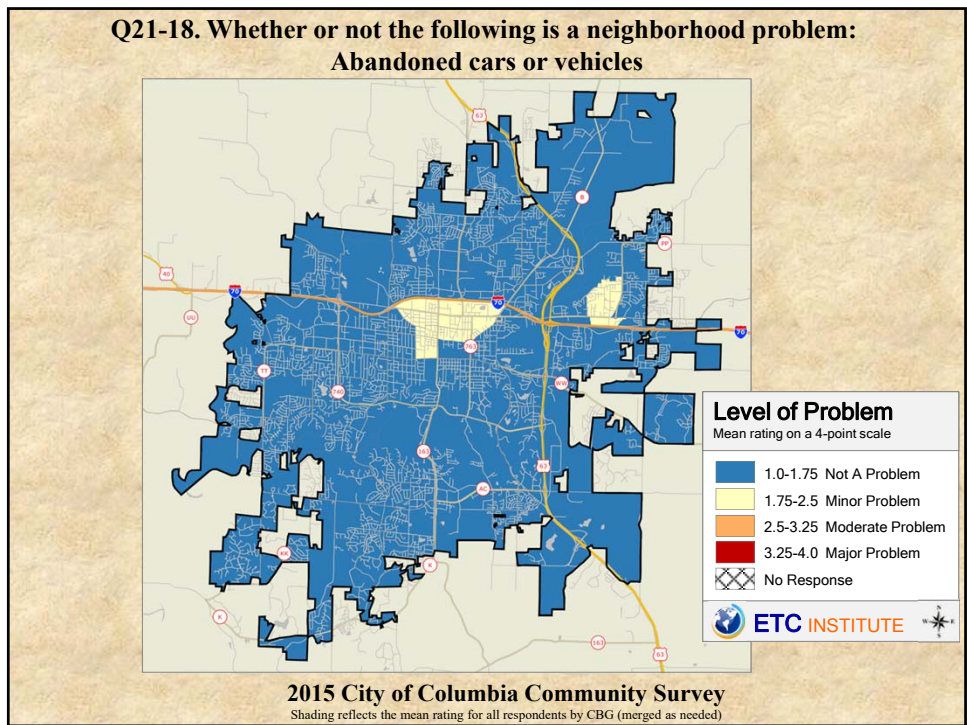 Q21-18. Whether or not the following is a neighborhood problem:
Abandoned cars or vehicles
63
B
PP
40
70
UU
70
70
763
TT
740
WW
163
63
AC
KK
K
K
163
63
Level of Problem
Mean rating on a 4-point scale
1.0-1.75 Not A Problem
1.75-2.5 Minor Problem
2.5-3.25 Moderate Problem
3.25-4.0 Major Problem
No Response
ETC INSTITUTE
N
W
E
S
2015 City of Columbia Community Survey
Shading reflects the mean rating for all respondents by CBG (merged as needed)